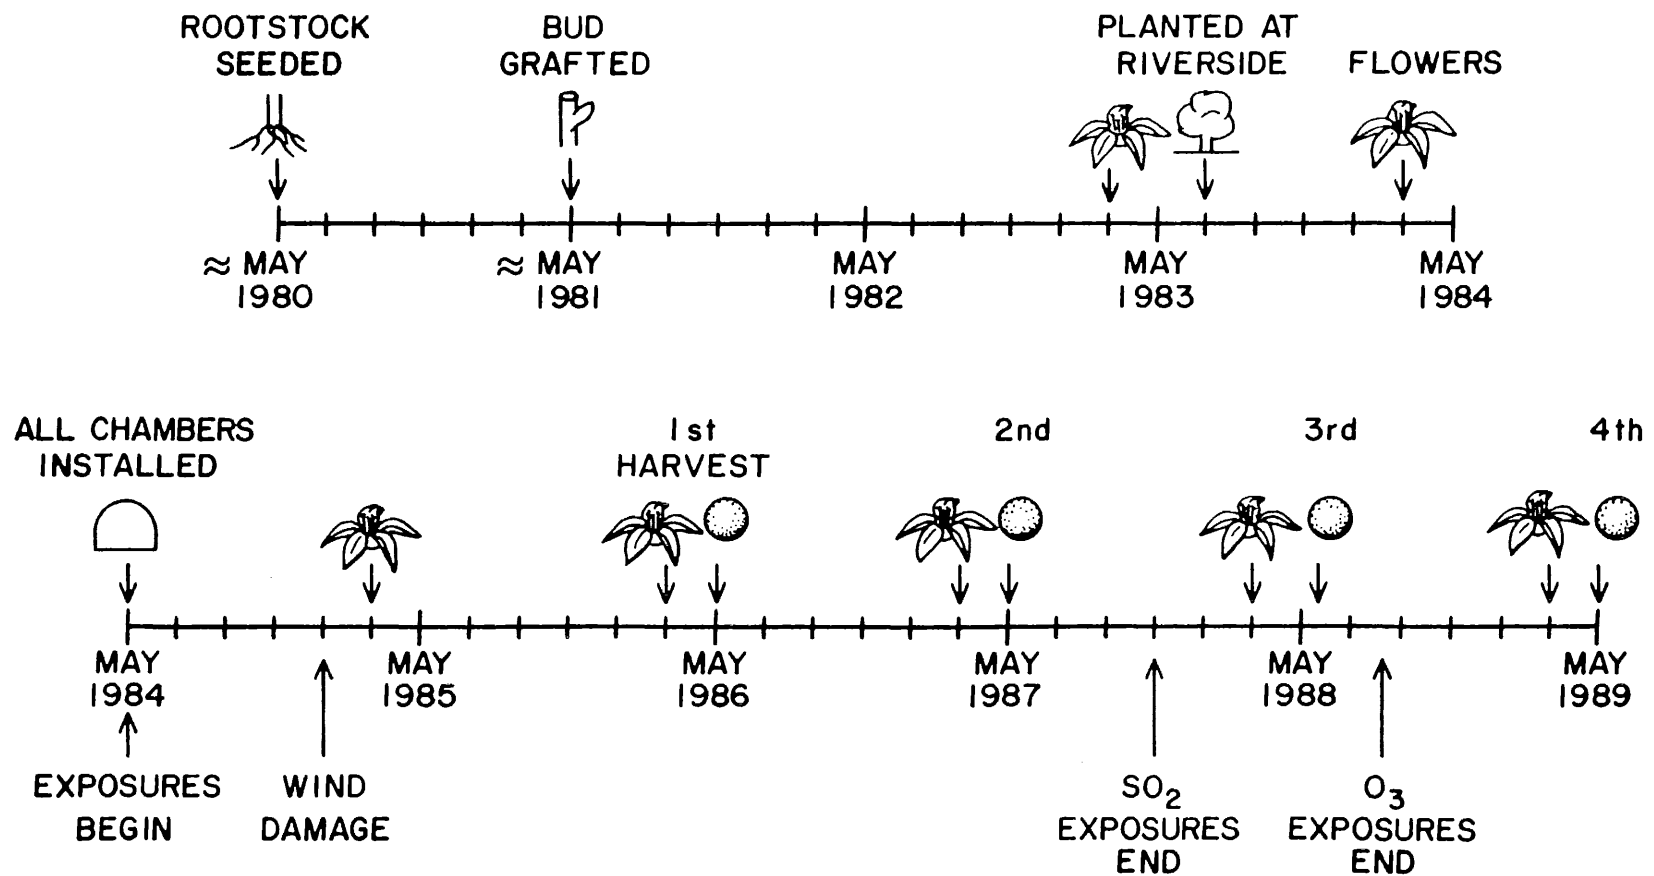 ROOTSTOCK
SEEDED
BUD
GRAFTED
PLANTED AT
RIVERSIDE
FLOWERS
≈ MAY
1980
≈ MAY
1981
MAY
1982
MAY
1983
MAY
1984
ALL CHAMBERS
INSTALLED
1st
HARVEST
2nd
3rd
4th
MAY
1984
MAY
1985
MAY
1986
MAY
1987
MAY
1988
MAY
1989
EXPOSURES
BEGIN
WIND
DAMAGE
SO₂
EXPOSURES
END
O₃
EXPOSURES
END